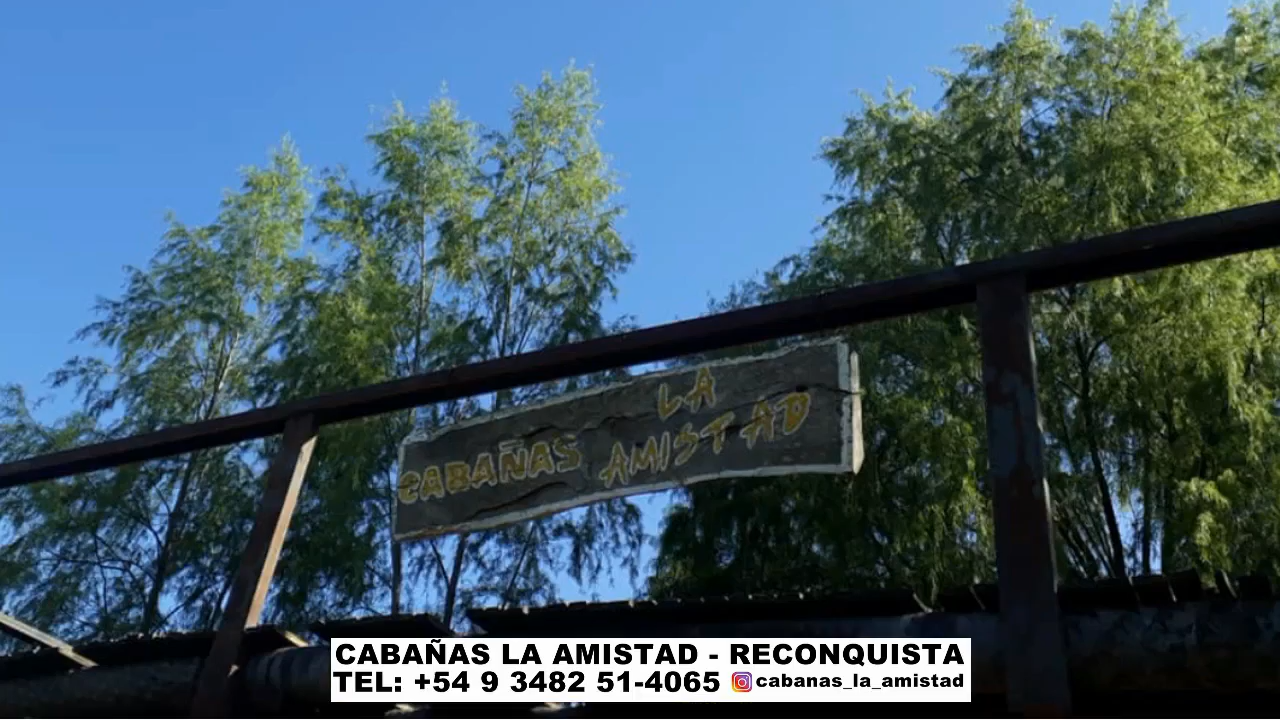 LA
CABAÑAS AMISTAD
CABAÑAS LA AMISTAD - RECONQUISTA
TEL: +54 9 3482 51-4065 cabanas_la_amistad